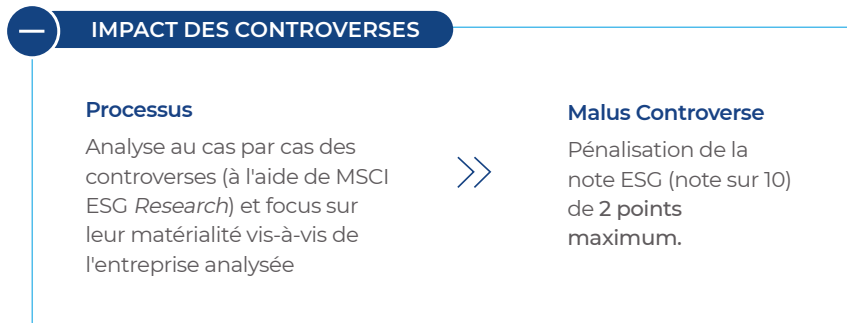 IMPACT DES CONTROVERSES
Processus
Analyse au cas par cas des
controverses (à l'aide de MSCI
ESG Research) et focus sur
leur matérialité vis-à-vis de
l'entreprise analysée
Malus Controverse
Pénalisation de la
note ESG (note sur 10)
de 2 points
maximum.